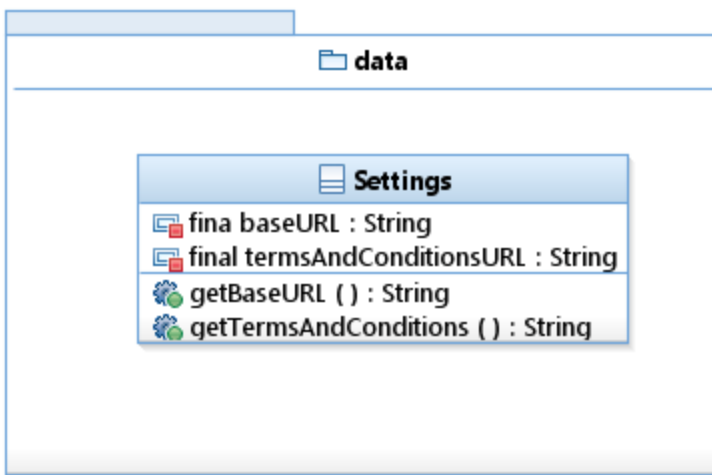 data
Settings
fina baseURL : String
final termsAndConditionsURL : String
getBaseURL ( ) : String
getTermsAndConditions ( ) : String